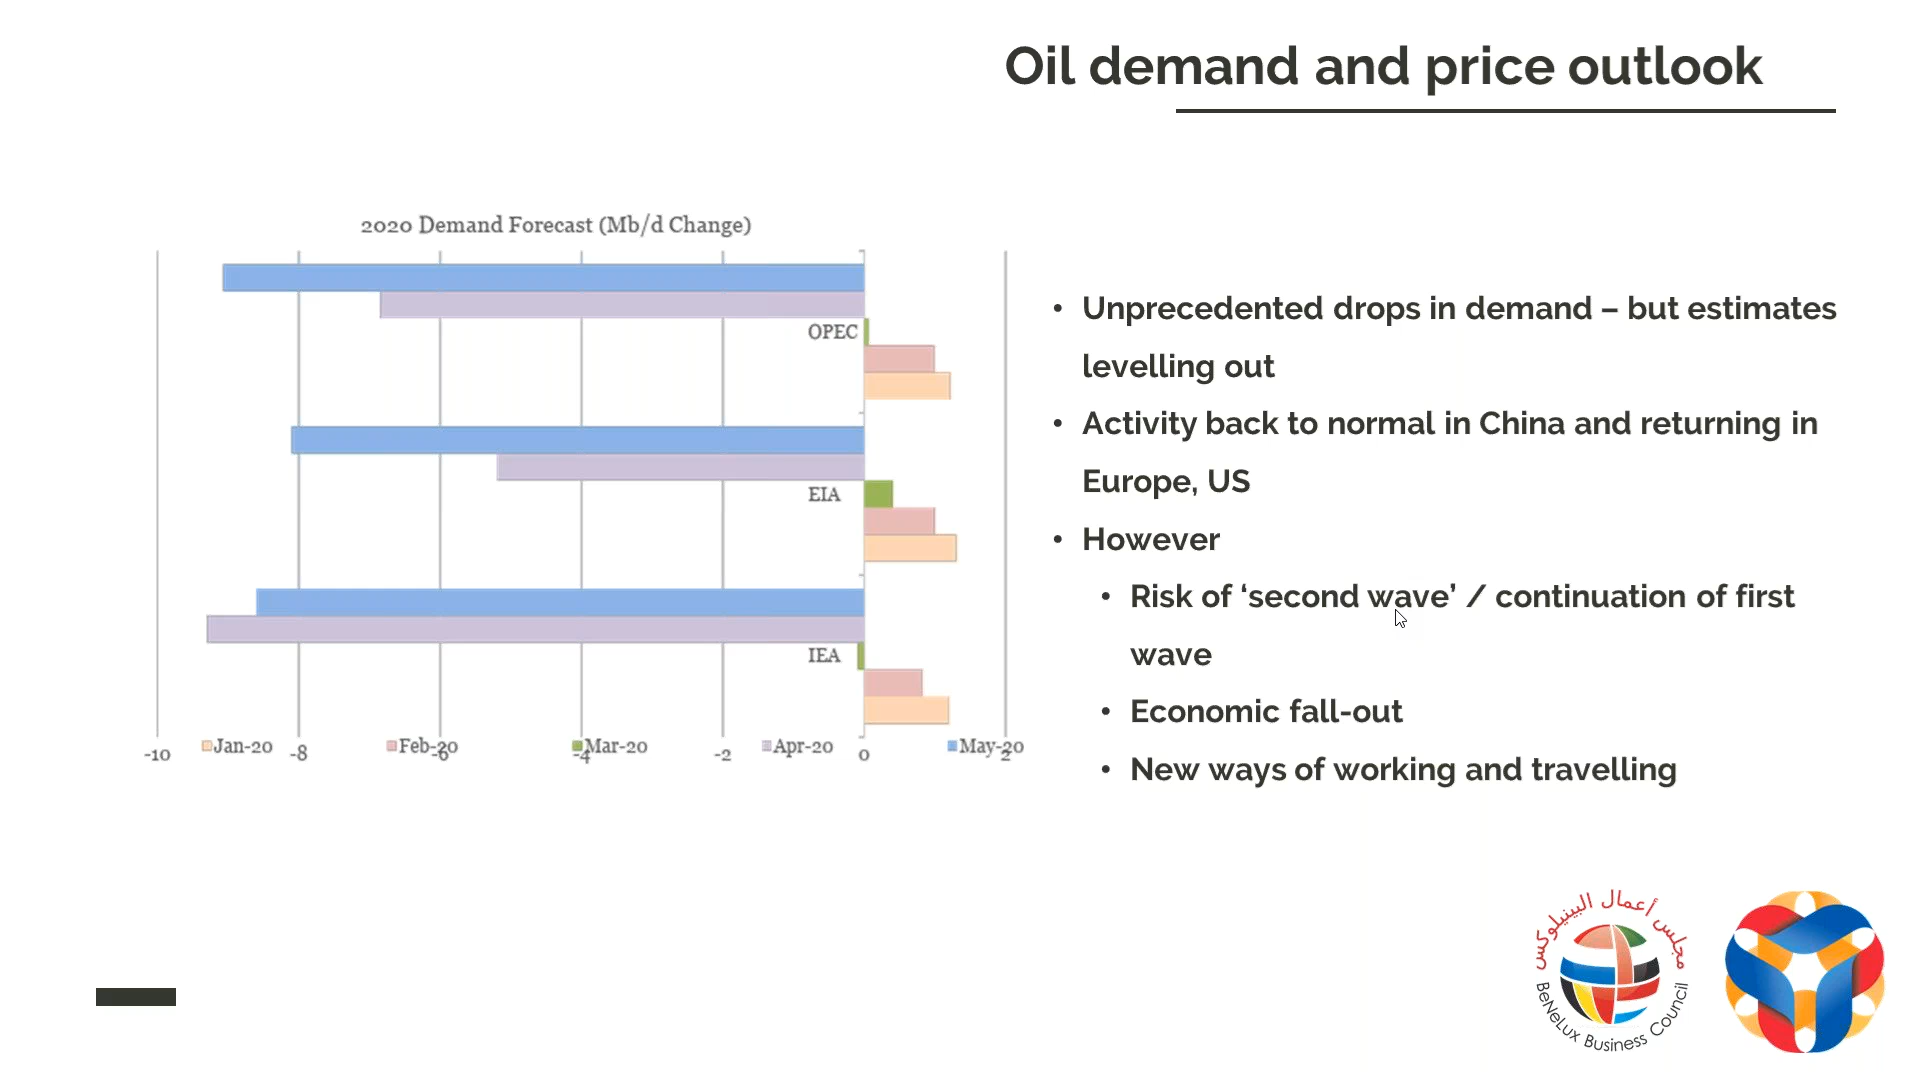 Oil demand and price outlook
2020 Demand Forecast (Mb/d Change)
OPEC
EIA
IEA
Jan-20 Feb-20 Mar-20 Apr-20 May-20
-10 -8 -6 -4 -2 0 2
• Unprecedented drops in demand – but estimates
levelling out
• Activity back to normal in China and returning in
Europe, US
• However
• Risk of ‘second wave’ / continuation of first
wave
• Economic fall-out
• New ways of working and travelling
مجلس أعمال البينيلوكس
BeNeLux Business Council